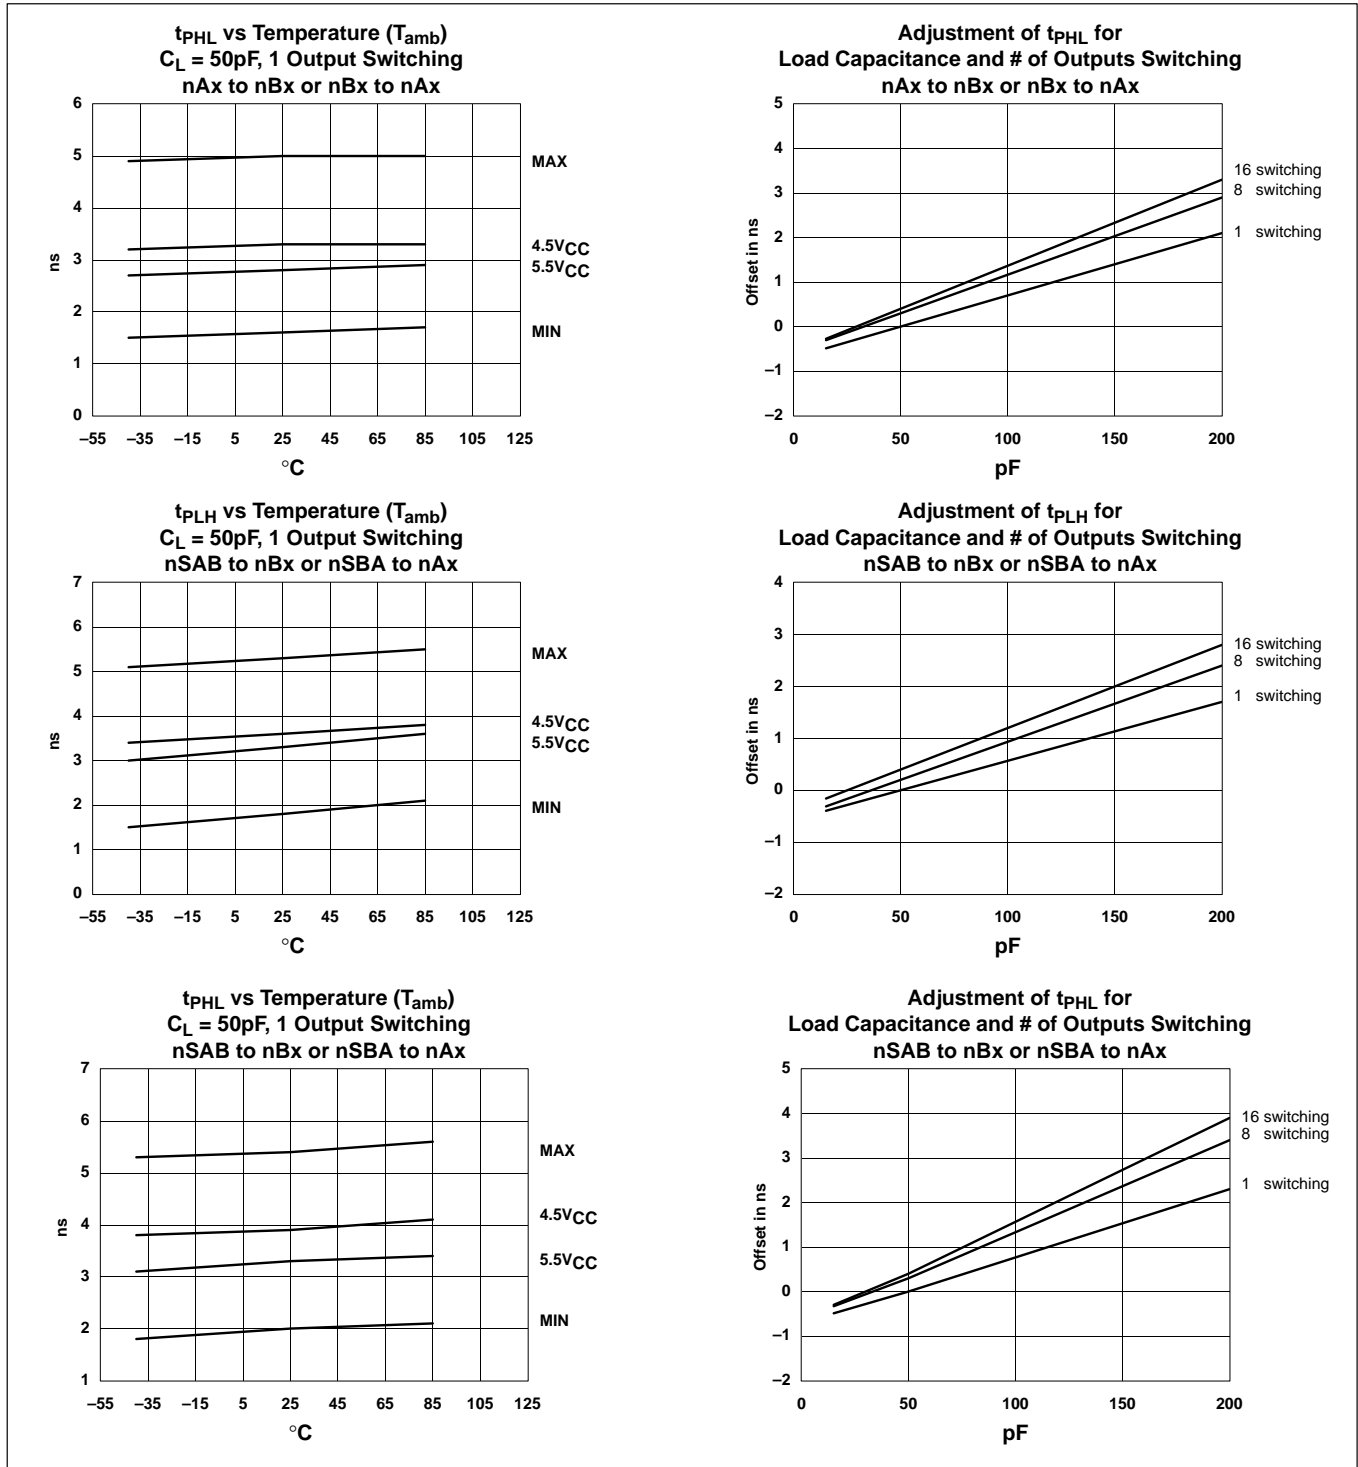 tPHL vs Temperature (Tamb)
CL = 50pF, 1 Output Switching
nAx to nBx or nBx to nAx
6
5
4
3
2
1
0
ns
MAX
4.5VCC
5.5VCC
MIN
–55 –35 –15 5 25 45 65 85 105 125
°C
Adjustment of tPHL for
Load Capacitance and # of Outputs Switching
nAx to nBx or nBx to nAx
5
4
3
2
1
0
–1
–2
Offset in ns
16 switching
8 switching
1 switching
0 50 100 150 200
pF
tPLH vs Temperature (Tamb)
CL = 50pF, 1 Output Switching
nSAB to nBx or nSBA to nAx
7
6
5
4
3
2
1
0
ns
MAX
4.5VCC
5.5VCC
MIN
–55 –35 –15 5 25 45 65 85 105 125
°C
Adjustment of tPLH for
Load Capacitance and # of Outputs Switching
nSAB to nBx or nSBA to nAx
4
3
2
1
0
–1
–2
Offset in ns
16 switching
8 switching
1 switching
0 50 100 150 200
pF
tPHL vs Temperature (Tamb)
CL = 50pF, 1 Output Switching
nSAB to nBx or nSBA to nAx
7
6
5
4
3
2
1
ns
MAX
4.5VCC
5.5VCC
MIN
–55 –35 –15 5 25 45 65 85 105 125
°C
Adjustment of tPHL for
Load Capacitance and # of Outputs Switching
nSAB to nBx or nSBA to nAx
5
4
3
2
1
0
–1
–2
Offset in ns
16 switching
8 switching
1 switching
0 50 100 150 200
pF